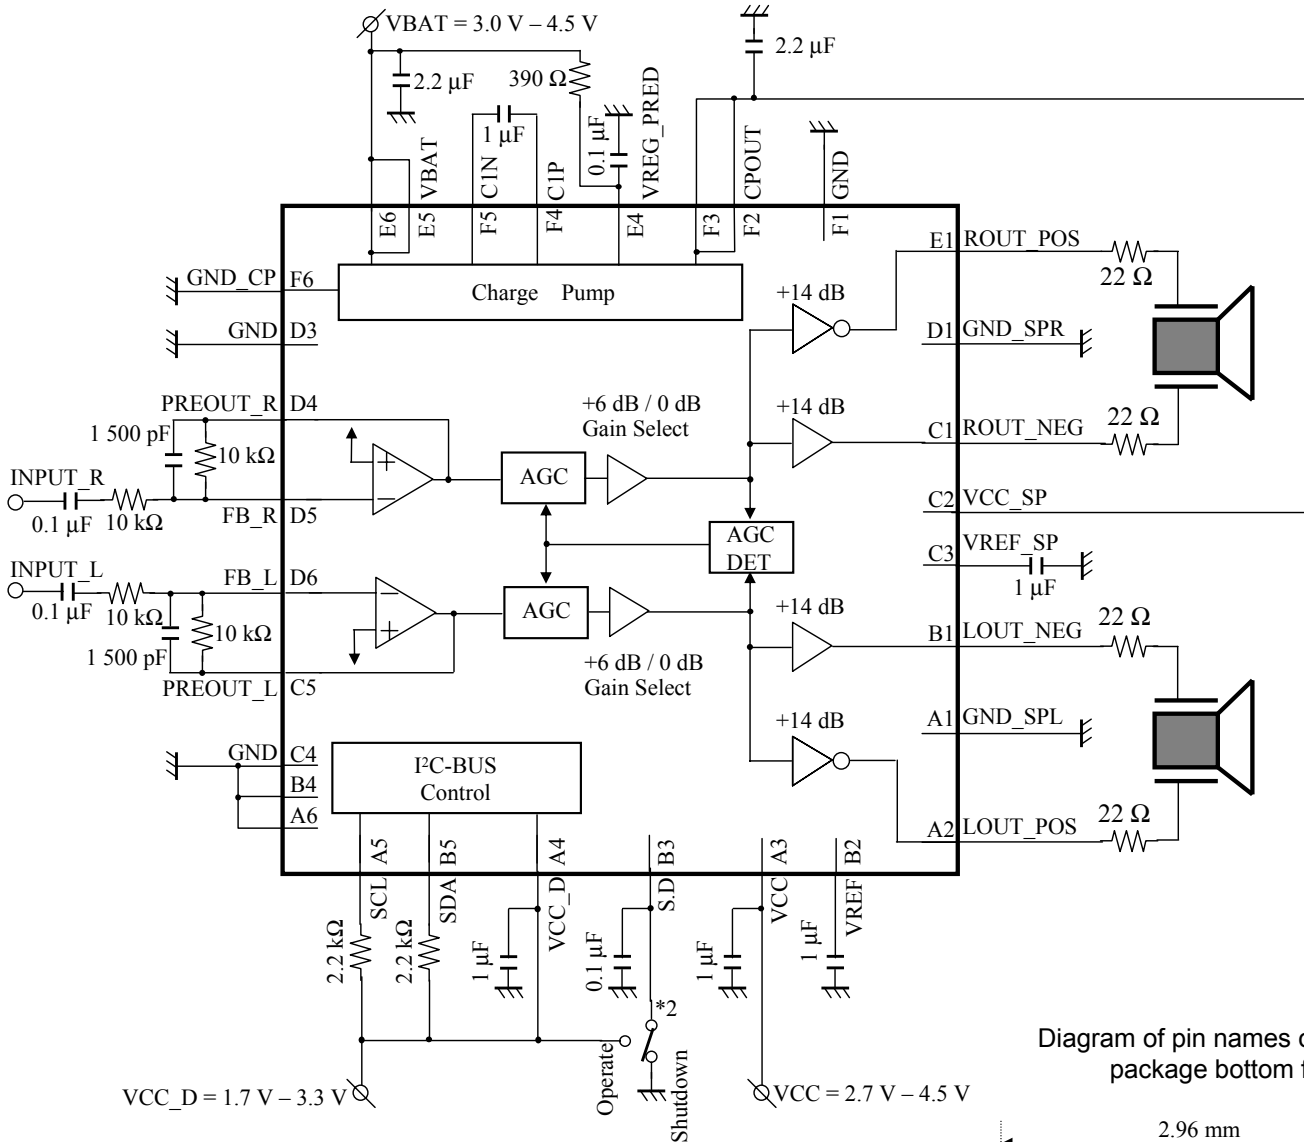 VBAT = 3.0 V – 4.5 V
2.2 µF
2.2 µF
390 Ω
1 µF
0.1 µF
VREG_PRED
VBAT
C1N
C1P
CPOUT
GND
E6
E5
F5
F4
E4
F3
F2
F1
GND_CP F6
Charge Pump
GND D3
E1 ROUT_POS
22 Ω
+14 dB
D1 GND_SPR
PREOUT_R D4
+6 dB / 0 dB
Gain Select
+14 dB
22 Ω
C1 ROUT_NEG
1 500 pF
10 kΩ
+
−
AGC
INPUT_R
0.1 µF
10 kΩ
FB_R D5
C2 VCC_SP
AGC
DET
C3 VREF_SP
1 µF
INPUT_L
0.1 µF
10 kΩ
FB_L D6
−
+
AGC
10 kΩ
1 500 pF
PREOUT_L C5
+6 dB / 0 dB
Gain Select
+14 dB
22 Ω
B1 LOUT_NEG
A1 GND_SPL
+14 dB
GND C4
B4
A6
I²C-BUS
Control
22 Ω
A2 LOUT_POS
A5
B5
A4
B3
A3
B2
SCL
SDA
VCC_D
S.D
VCC
VREF
2.2 kΩ
2.2 kΩ
1 µF
0.1 µF
1 µF
1 µF
*2
Operate
Shutdown
VCC_D = 1.7 V – 3.3 V
VCC = 2.7 V – 4.5 V
Diagram of pin names
package bottom
2.96 mm